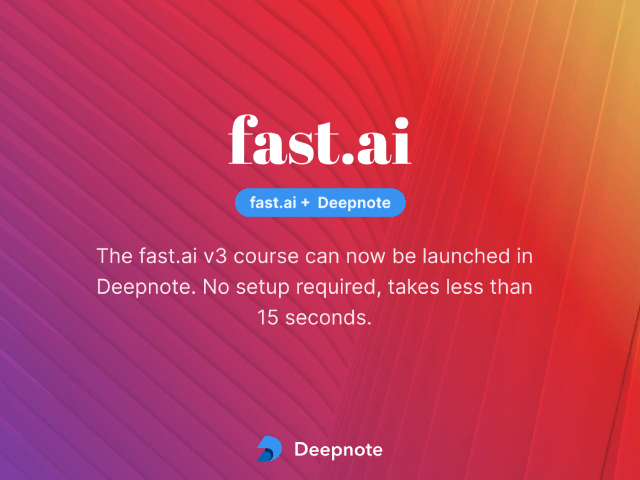 fast.ai
fast.ai + Deepnote
The fast.ai v3 course can now be launched in
Deepnote. No setup required, takes less than
15 seconds.
Deepnote